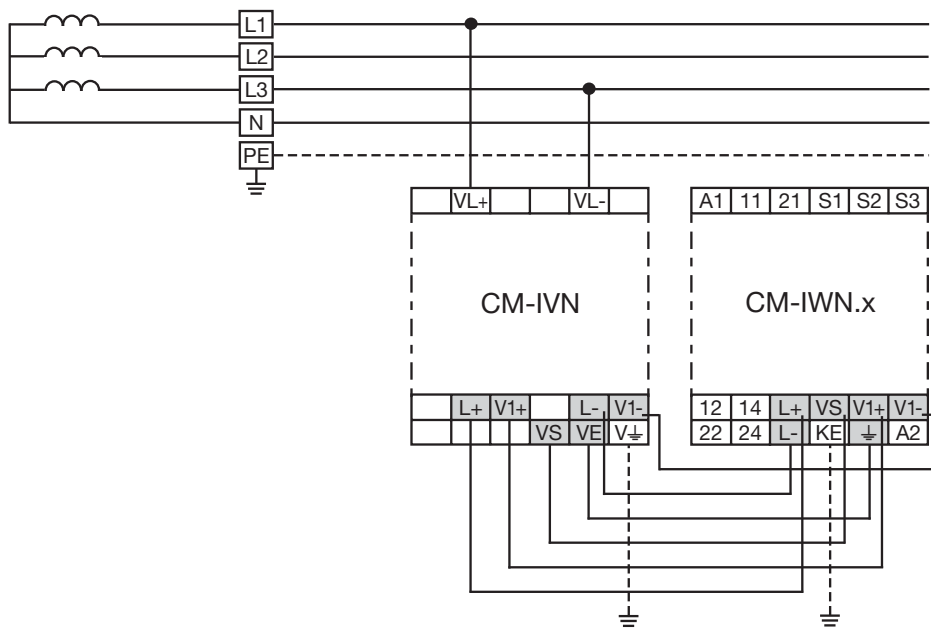 L1
L2
L3
N
PE
VL+ VL-
A1 11 21 S1 S2 S3
CM-IVN
CM-IWN.x
L+ V1+ L- V1-
VS VE V⏚
12 14 L+ VS V1+ V1-
22 24 L- KE ⏚ A2